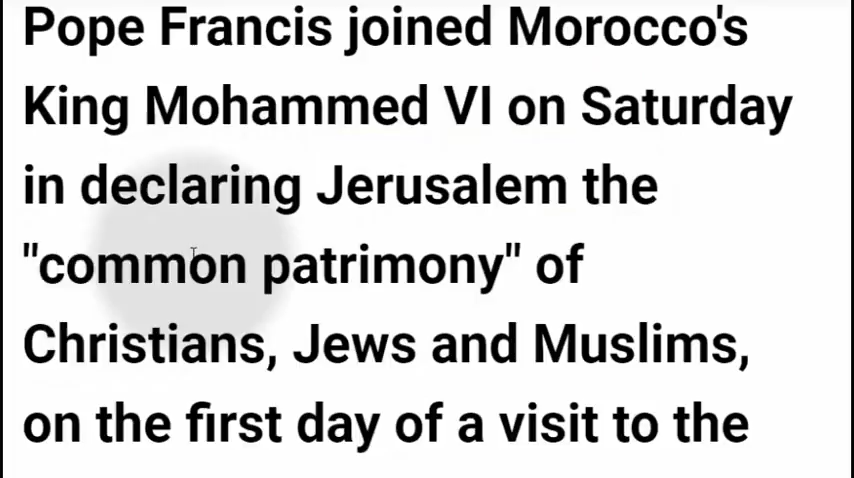 Pope Francis joined Morocco's
King Mohammed VI on Saturday
in declaring Jerusalem the
"common patrimony" of
Christians, Jews and Muslims,
on the first day of a visit to the